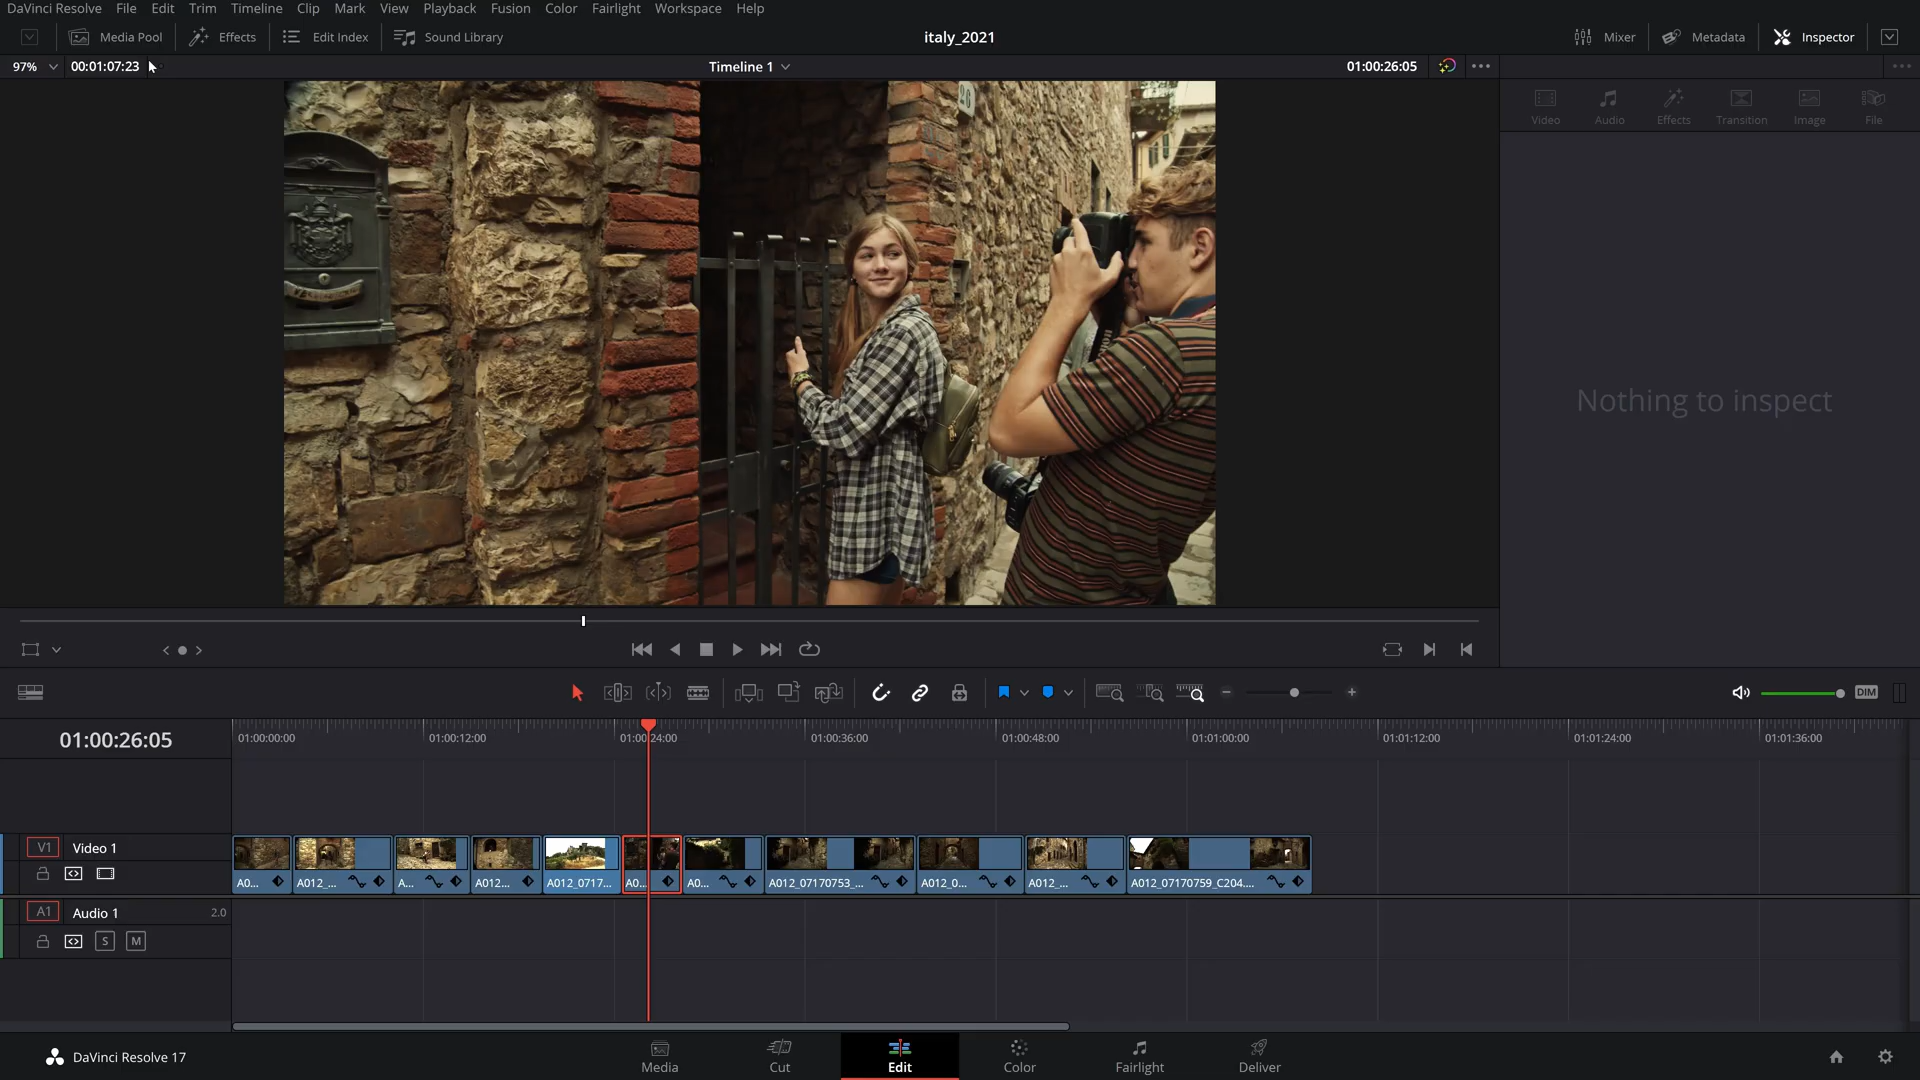 DaVinci Resolve File Edit Trim Timeline Clip Mark View Playback Fusion Color Fairlight Workspace Help
Media Pool Effects Edit Index Sound Library italy_2021 Mixer Metadata Inspector
97% 00:01:07:23 Timeline 1 01:00:26:05
26
Video Audio Effects Transition Image File
Nothing to inspect
DIM
01:00:26:05 01:00:00:00 01:00:12:00 01:00:24:00 01:00:36:00 01:00:48:00 01:01:00:00 01:01:12:00 01:01:24:00 01:01:36:00
V1 Video 1
A0... A012_... A... A012... A012_0717... A0... A0... A012_07170753_... A012_0... A012_... A012_07170759_C204....
A1 Audio 1 2.0
S M
DaVinci Resolve 17 Media Cut Edit Color Fairlight Deliver